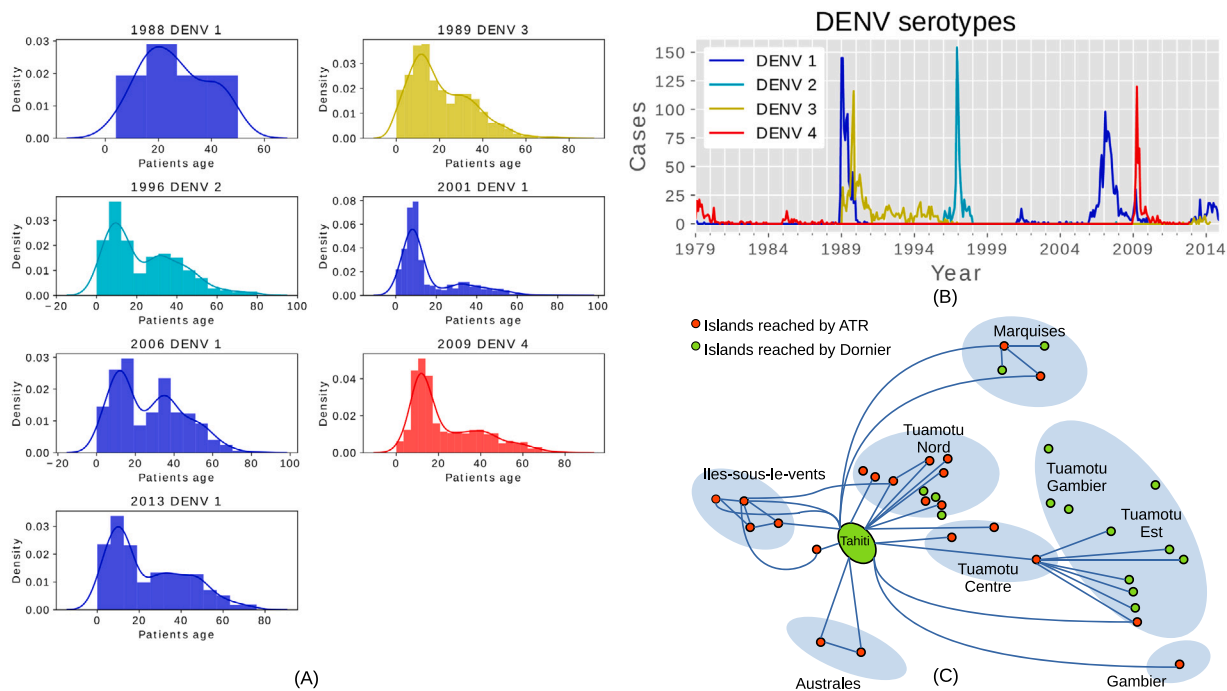 (A)
1988 DENV 1
Density
0.03
0.02
0.01
0.00
0 20 40 60
Patients age
1989 DENV 3
Density
0.03
0.02
0.01
0.00
0 20 40 60 80
Patients age
1996 DENV 2
Density
0.03
0.02
0.01
0.00
−20 0 20 40 60 80 100
Patients age
2001 DENV 1
Density
0.08
0.06
0.04
0.02
0.00
0 20 40 60 80 100
Patients age
2006 DENV 1
Density
0.03
0.02
0.01
0.00
−20 0 20 40 60 80 100
Patients age
2009 DENV 4
Density
0.04
0.02
0.00
0 20 40 60 80
Patients age
2013 DENV 1
Density
0.03
0.02
0.01
0.00
0 20 40 60 80
Patients age
(A)
(B)
DENV serotypes
Cases
150
125
100
75
50
25
0
DENV 1
DENV 2
DENV 3
DENV 4
1979 1984 1989 1994 1999 2004 2009 2014
Year
(B)
Islands reached by ATR
Islands reached by Dornier
Marquises
Tuamotu
Nord
Tuamotu
Gambier
Iles-sous-le-vents
Tuamotu
Est
Tahiti
Tuamotu
Centre
Australes
(C)
Gambier